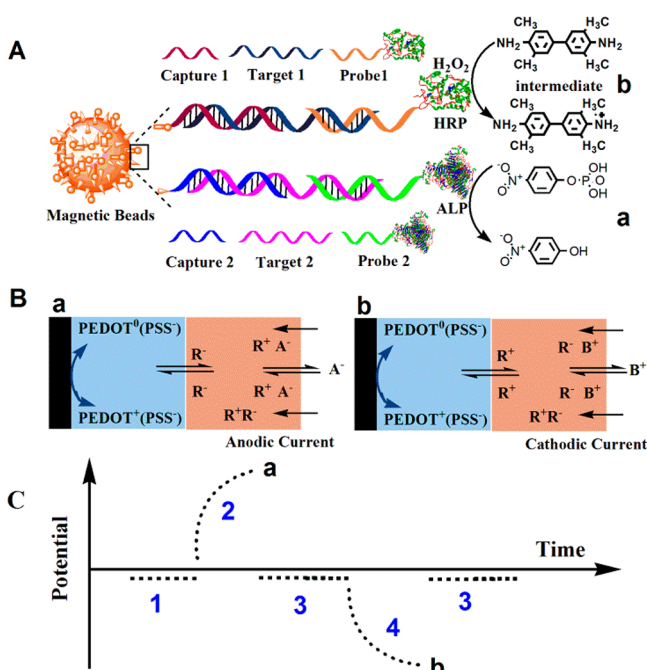 A
Capture 1
Target 1
Probe1
H₂O₂
HRP
CH₃
H₃C
NH₂
NH₂
CH₃
H₃C
intermediate
b
CH₃
H₃C
NH₂
NH₂
CH₃
H₃C
Magnetic Beads
ALP
Capture 2
Target 2
Probe 2
⁻O
O
N⁺
O
P
OH
OH
O
a
⁻O
O
N⁺
OH
B
a
PEDOT⁰(PSS⁻)
R⁻
R⁻
PEDOT⁺(PSS⁻)
R⁺ A⁻
R⁺ A⁻
R⁺R⁻
A⁻
Anodic Current
b
PEDOT⁰(PSS⁻)
R⁺
R⁺
PEDOT⁺(PSS⁻)
R⁻ B⁺
R⁻ B⁺
R⁺R⁻
B⁺
Cathodic Current
C
Potential
Time
1
2
a
3
4
b
3